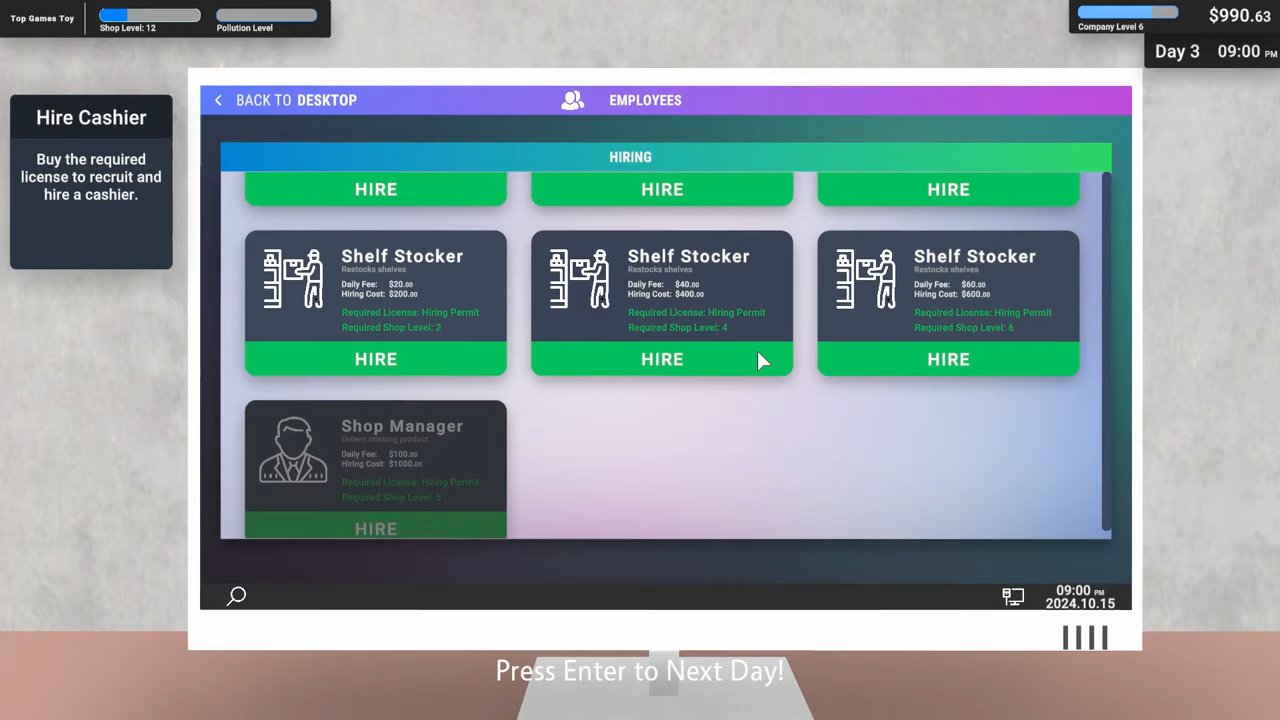 Top Games Toy
Shop Level: 12
Pollution Level
Company Level 6
$990.63
Day 3 09:00 PM
Hire Cashier
Buy the required
license to recruit and
hire a cashier.
BACK TO DESKTOP
EMPLOYEES
HIRING
HIRE
HIRE
HIRE
Shelf Stocker
Restocks shelves
Daily Fee: $20.00
Hiring Cost: $200.00
Required License: Hiring Permit
Required Shop Level: 2
HIRE
Shelf Stocker
Restocks shelves
Daily Fee: $40.00
Hiring Cost: $400.00
Required License: Hiring Permit
Required Shop Level: 4
HIRE
Shelf Stocker
Restocks shelves
Daily Fee: $60.00
Hiring Cost: $600.00
Required License: Hiring Permit
Required Shop Level: 6
HIRE
Shop Manager
Orders missing product
Daily Fee: $100.00
Hiring Cost: $1000.00
Required License: Hiring Permit
Required Shop Level: 5
HIRE
09:00 PM
2024.10.15
Press Enter to Next Day!